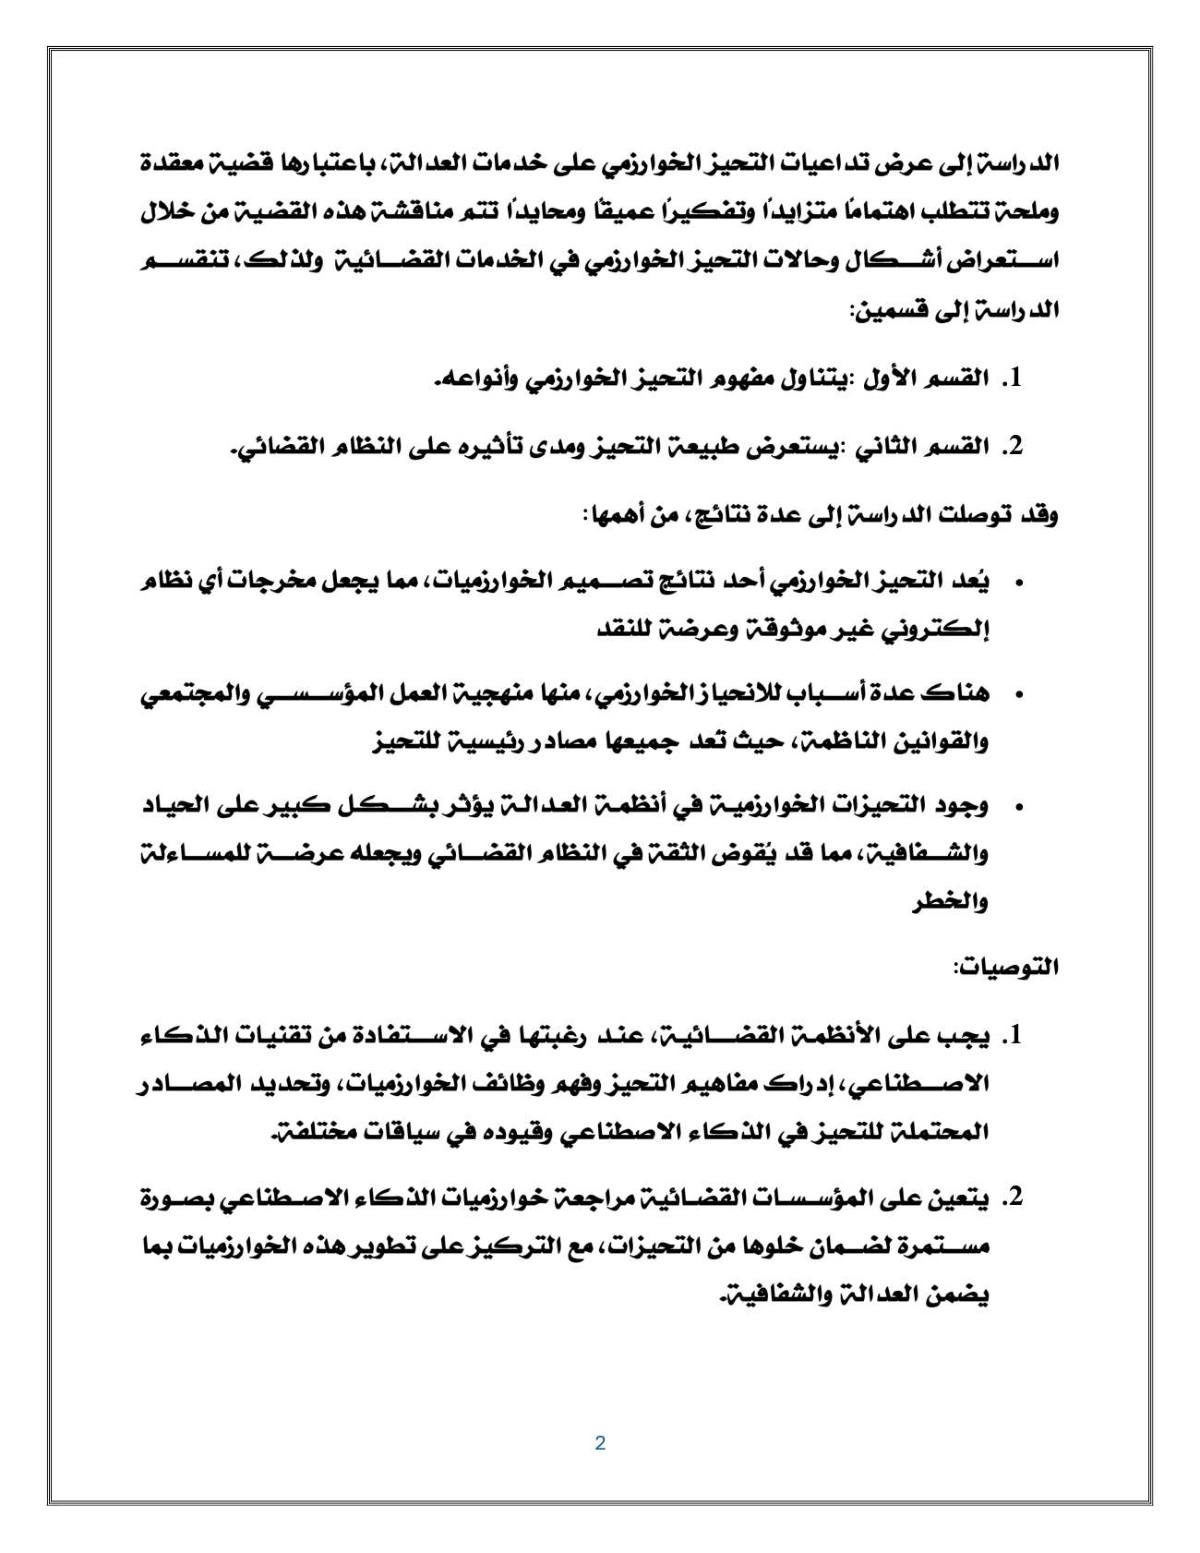 الدراسة إلى عرض تداعيات التحيز الخوارزمي على خدمات العدالة، باعتبارها قضية معقدة
وملحة تتطلب اهتمامًا متزايدًا وتفكيرًا عميقًا ومحايدًا تتم مناقشة هذه القضية من خلال
استعراض أشكال وحالات التحيز الخوارزمي في الخدمات القضائية ولذلك، تنقسم
الدراسة إلى قسمين:
1. القسم الأول :يتناول مفهوم التحيز الخوارزمي وأنواعه.
2. القسم الثاني :يستعرض طبيعة التحيز ومدى تأثيره على النظام القضائي.
وقد توصلت الدراسة إلى عدة نتائج، من أهمها:
• يُعد التحيز الخوارزمي أحد نتائج تصميم الخوارزميات، مما يجعل مخرجات أي نظام
إلكتروني غير موثوقة وعرضة للنقد
• هناك عدة أسباب للانحياز الخوارزمي، منها منهجية العمل المؤسسي والمجتمعي
والقوانين الناظمة، حيث تُعد جميعها مصادر رئيسية للتحيز
• وجود التحيزات الخوارزمية في أنظمة العدالة يؤثر بشكل كبير على الحياد
والشفافية، مما قد يُقوض الثقة في النظام القضائي ويجعله عرضة للمساءلة
والخطر
التوصيات:
1. يجب على الأنظمة القضائية، عند رغبتها في الاستفادة من تقنيات الذكاء
الاصطناعي، إدراك مفاهيم التحيز وفهم وظائف الخوارزميات، وتحديد المصادر
المحتملة للتحيز في الذكاء الاصطناعي وقيوده في سياقات مختلفة.
2. يتعين على المؤسسات القضائية مراجعة خوارزميات الذكاء الاصطناعي بصورة
مستمرة لضمان خلوها من التحيزات، مع التركيز على تطوير هذه الخوارزميات بما
يضمن العدالة والشفافية.
2